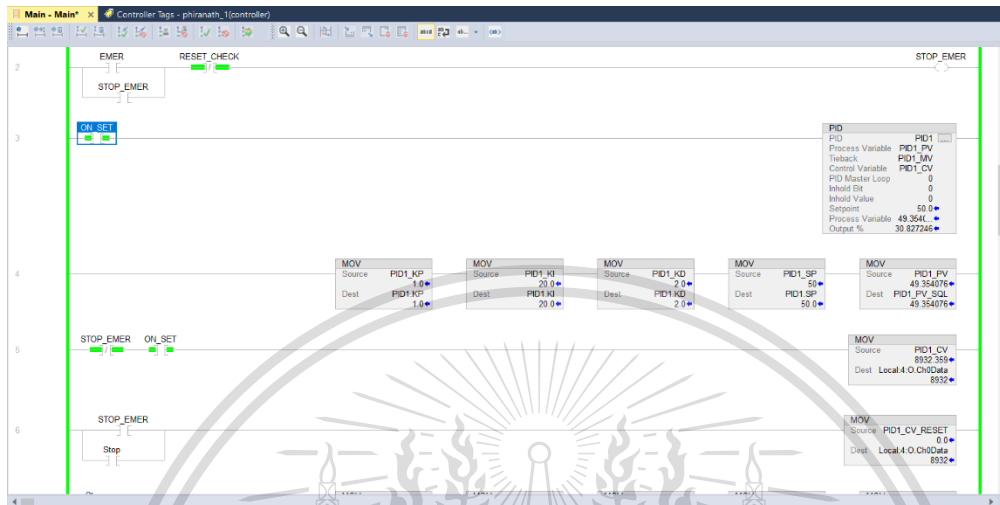 Main - Main* × Controller Tags - phiranath_1(controller)
2 EMER RESET_CHECK STOP_EMER
STOP_EMER
3 ON_SET
PID
PID PID1 ...
Process Variable PID1_PV
Tieback PID1_MV
Control Variable PID1_CV
PID Master Loop 0
Inhold Bit 0
Inhold Value 0
Setpoint 50.0
Process Variable
Output % 30.827246
4
MOV
Source PID1_KP
1.0
Dest PID1.KP
1.0
MOV
Source PID1_KI
20.0
Dest PID1.KI
20.0
MOV
Source PID1_KD
2.0
Dest PID1.KD
2.0
MOV
Source PID1_SP
50
Dest PID1.SP
50.0
MOV
Source PID1_PV
49.354076
Dest PID1_PV_SQL
49.354076
5 STOP_EMER ON_SET
MOV
Source PID1_CV
8932.359
Dest Local:4:O.Ch0Data
8932
6 STOP_EMER
Stop
MOV
Source PID1_CV_RESET
0.0
Dest Local:4:O.Ch0Data
8932